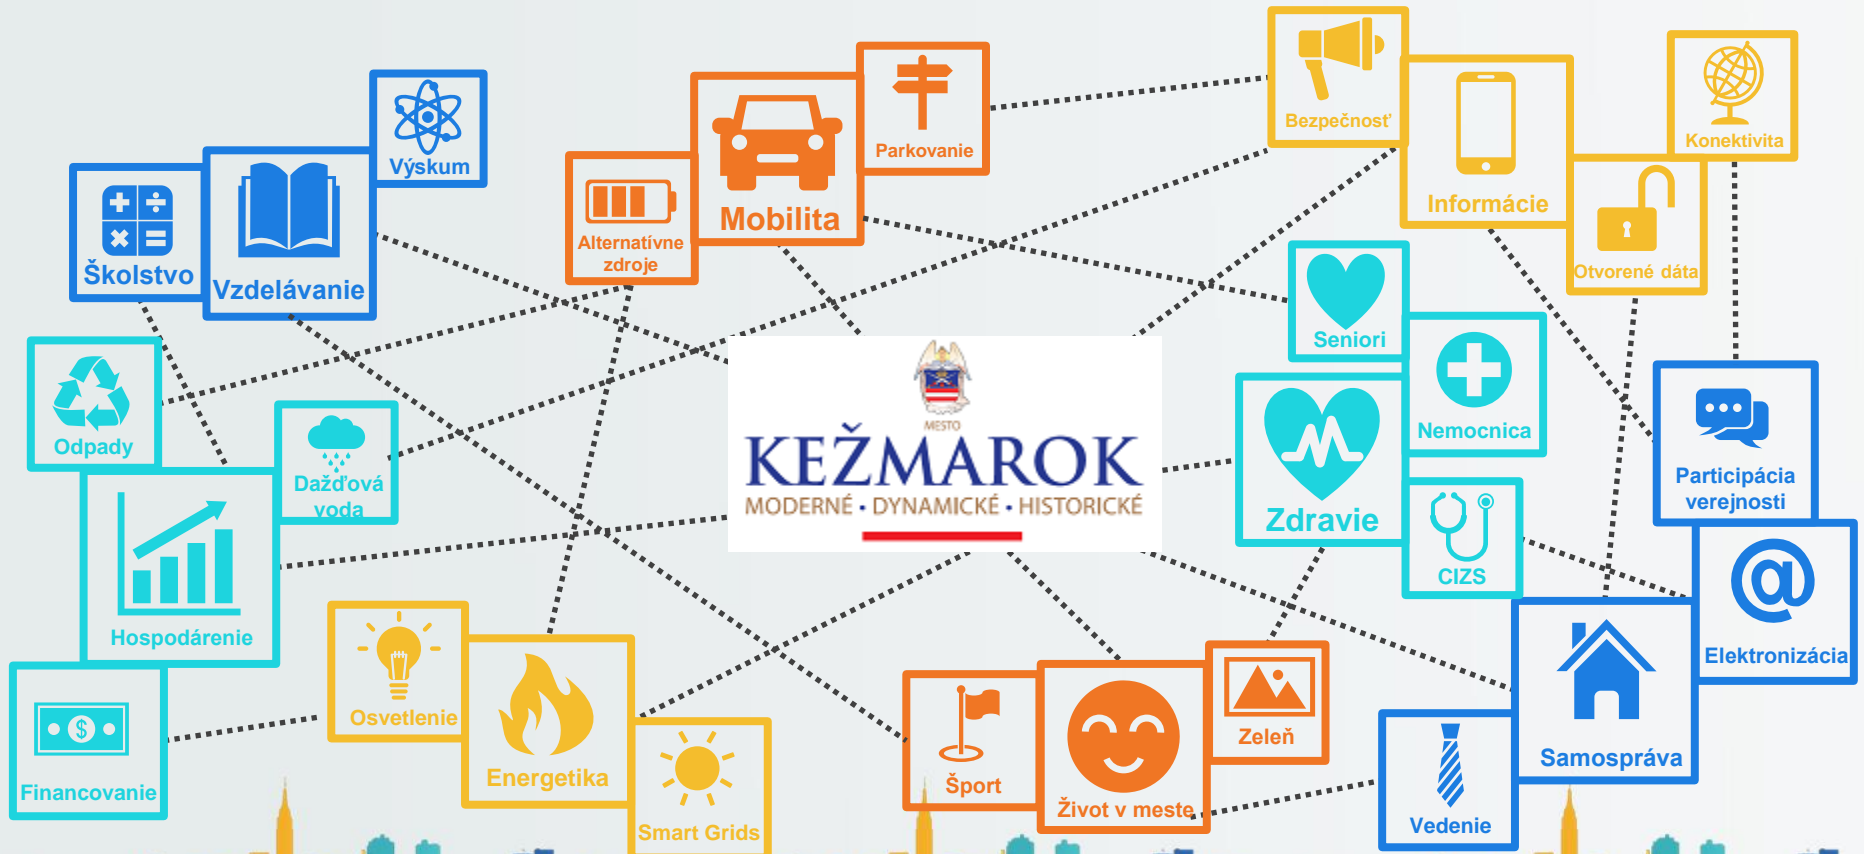 Výskum
Školstvo
Vzdelávanie
Alternatívne
zdroje
Mobilita
Parkovanie
Bezpečnosť
Informácie
Konektivita
Otvorené dáta
Odpady
Dažďová
voda
Hospodárenie
Financovanie
MESTO
KEŽMAROK
MODERNÉ • DYNAMICKÉ • HISTORICKÉ
Seniori
Nemocnica
Zdravie
CIZS
Participácia
verejnosti
Elektronizácia
Samospráva
Vedenie
Osvetlenie
Energetika
Smart Grids
Šport
Život v meste
Zeleň